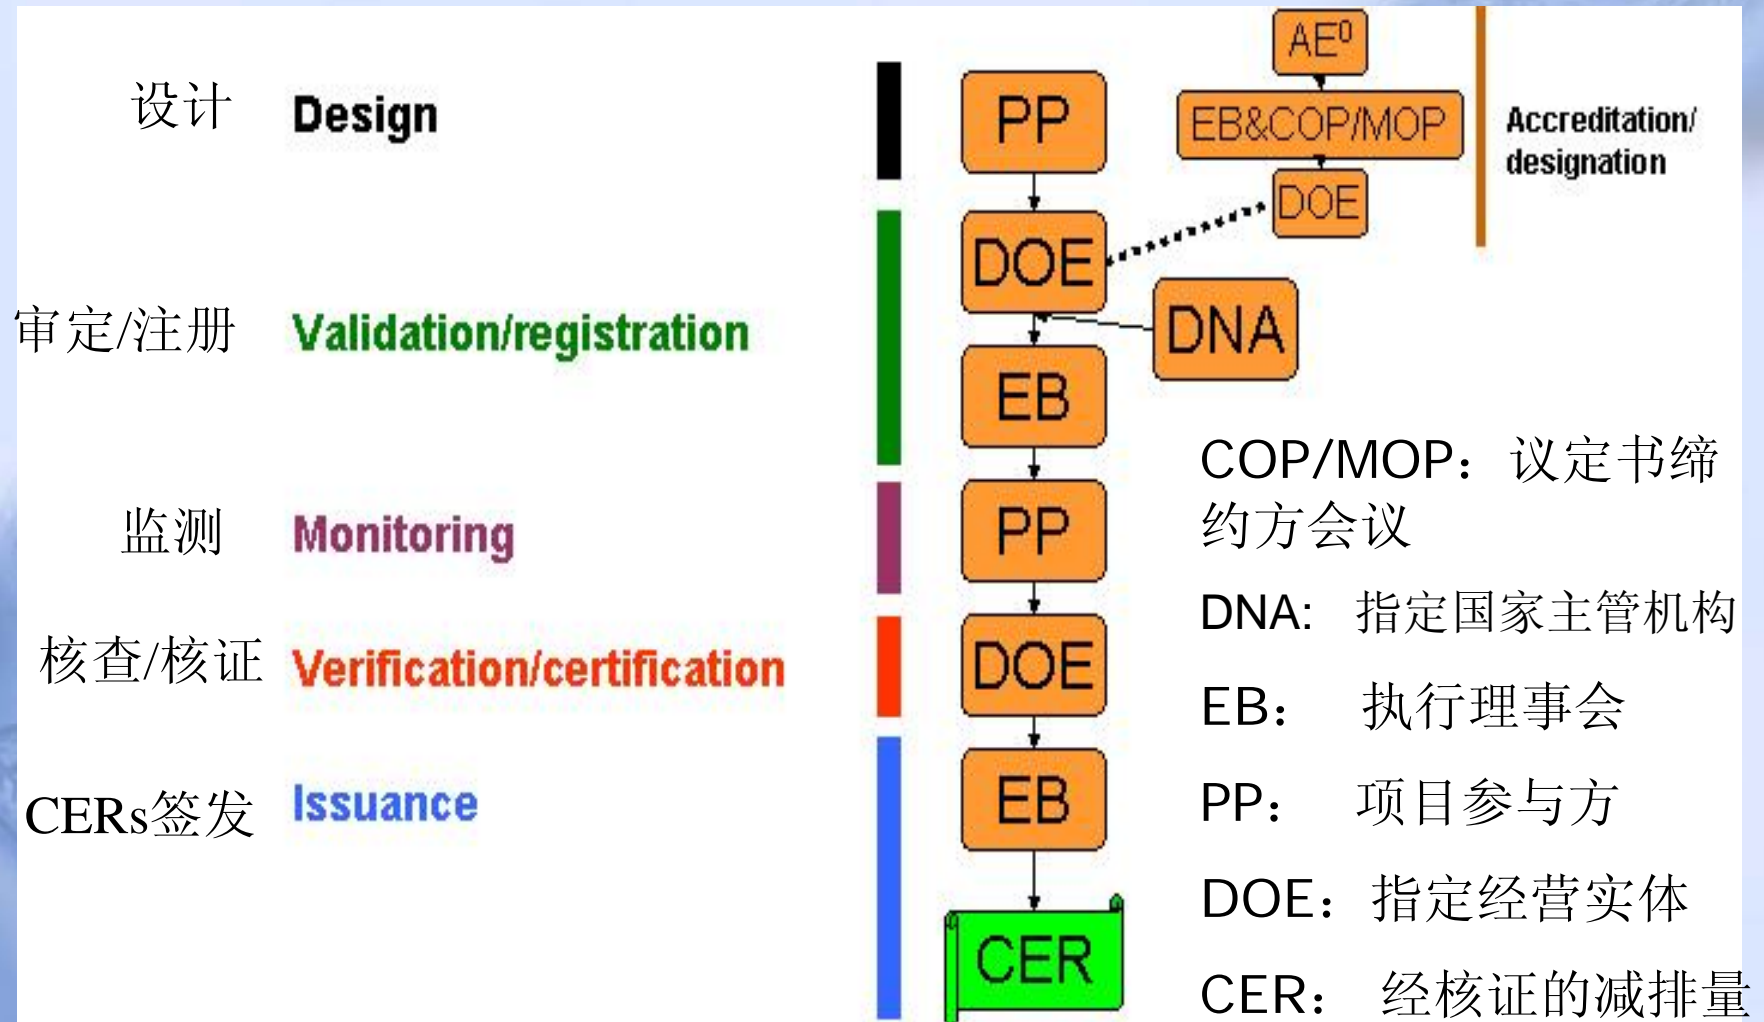 设计
Design
PP
AE⁰
EB&COP/MOP
DOE
Accreditation/
designation
DOE
DNA
审定/注册
Validation/registration
EB
监测
Monitoring
PP
核查/核证
Verification/certification
DOE
CERs签发
Issuance
EB
CER
COP/MOP：议定书缔
约方会议
DNA: 指定国家主管机构
EB： 执行理事会
PP： 项目参与方
DOE：指定经营实体
CER： 经核证的减排量